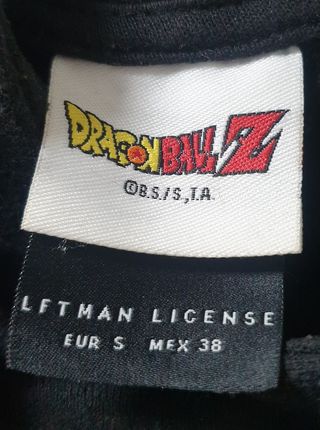 DRAGON BALL Z
©B.S./S.,T.A.
LFTMAN LICENSE
EUR S MEX 38